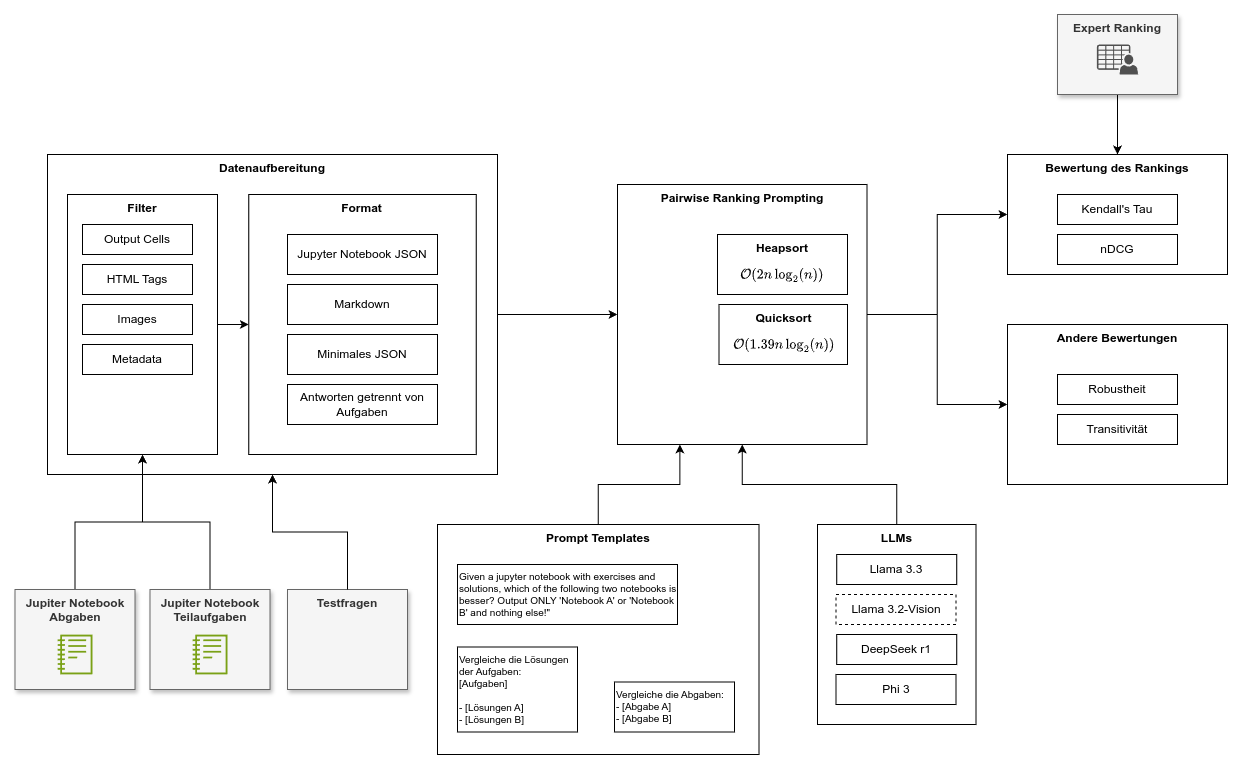 Expert Ranking
Datenaufbereitung
Filter
Output Cells
HTML Tags
Images
Metadata
Format
Jupyter Notebook JSON
Markdown
Minimales JSON
Antworten getrennt von
Aufgaben
Pairwise Ranking Prompting
Heapsort
𝒪(2n log₂(n))
Quicksort
𝒪(1.39n log₂(n))
Bewertung des Rankings
Kendall's Tau
nDCG
Andere Bewertungen
Robustheit
Transitivität
Jupiter Notebook
Abgaben
Jupiter Notebook
Teilaufgaben
Testfragen
Prompt Templates
Given a jupyter notebook with exercises and
solutions, which of the following two notebooks is
besser? Output ONLY 'Notebook A' or 'Notebook
B' and nothing else!"
Vergleiche die Lösungen
der Aufgaben:
[Aufgaben]
- [Lösungen A]
- [Lösungen B]
Vergleiche die Abgaben:
- [Abgabe A]
- [Abgabe B]
LLMs
Llama 3.3
Llama 3.2-Vision
DeepSeek r1
Phi 3